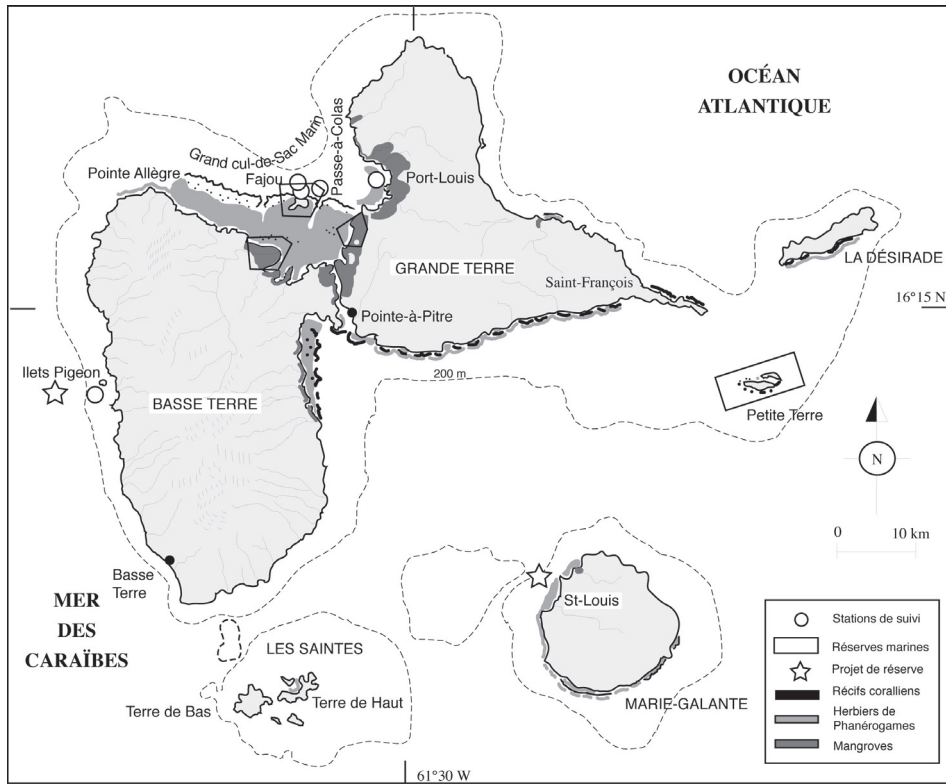 OCÉAN
ATLANTIQUE
Grand cul-de-Sac Marin
Passe-à-Colas
Pointe Allègre
Fajou
Port-Louis
GRANDE TERRE
LA DÉSIRADE
Saint-François
16°15 N
Pointe-à-Pitre
200 m
Ilets Pigeon
BASSE TERRE
Petite Terre
N
0 10 km
Basse
Terre
MER
DES
CARAÏBES
St-Louis
LES SAINTES
Terre de Bas
Terre de Haut
MARIE-GALANTE
61°30 W
Stations de suivi
Réserves marines
Projet de réserve
Récifs coralliens
Herbiers de
Phanérogames
Mangroves